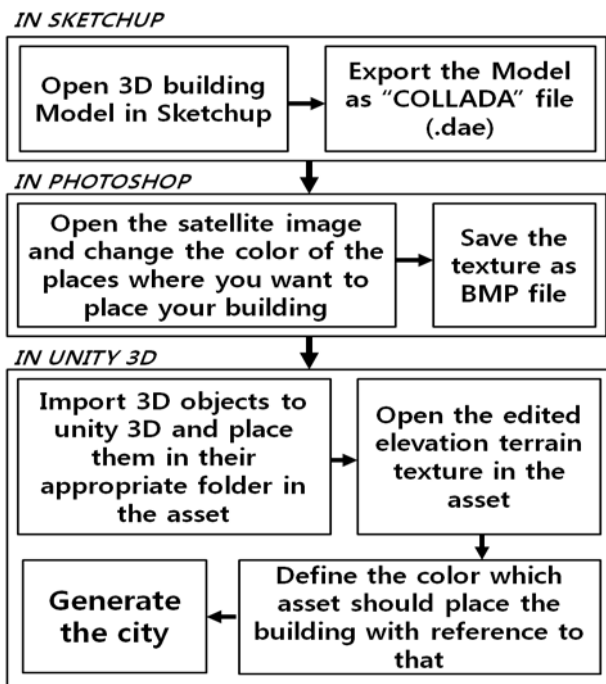 IN SKETCHUP
Open 3D building
Model in Sketchup
Export the Model
as “COLLADA” file
(.dae)
IN PHOTOSHOP
Open the satellite image
and change the color of the
places where you want to
place your building
Save the
texture as
BMP file
IN UNITY 3D
Import 3D objects to
unity 3D and place
them in their
appropriate folder in
the asset
Open the edited
elevation terrain
texture in the
asset
Define the color which
asset should place the
building with reference to
that
Generate
the city